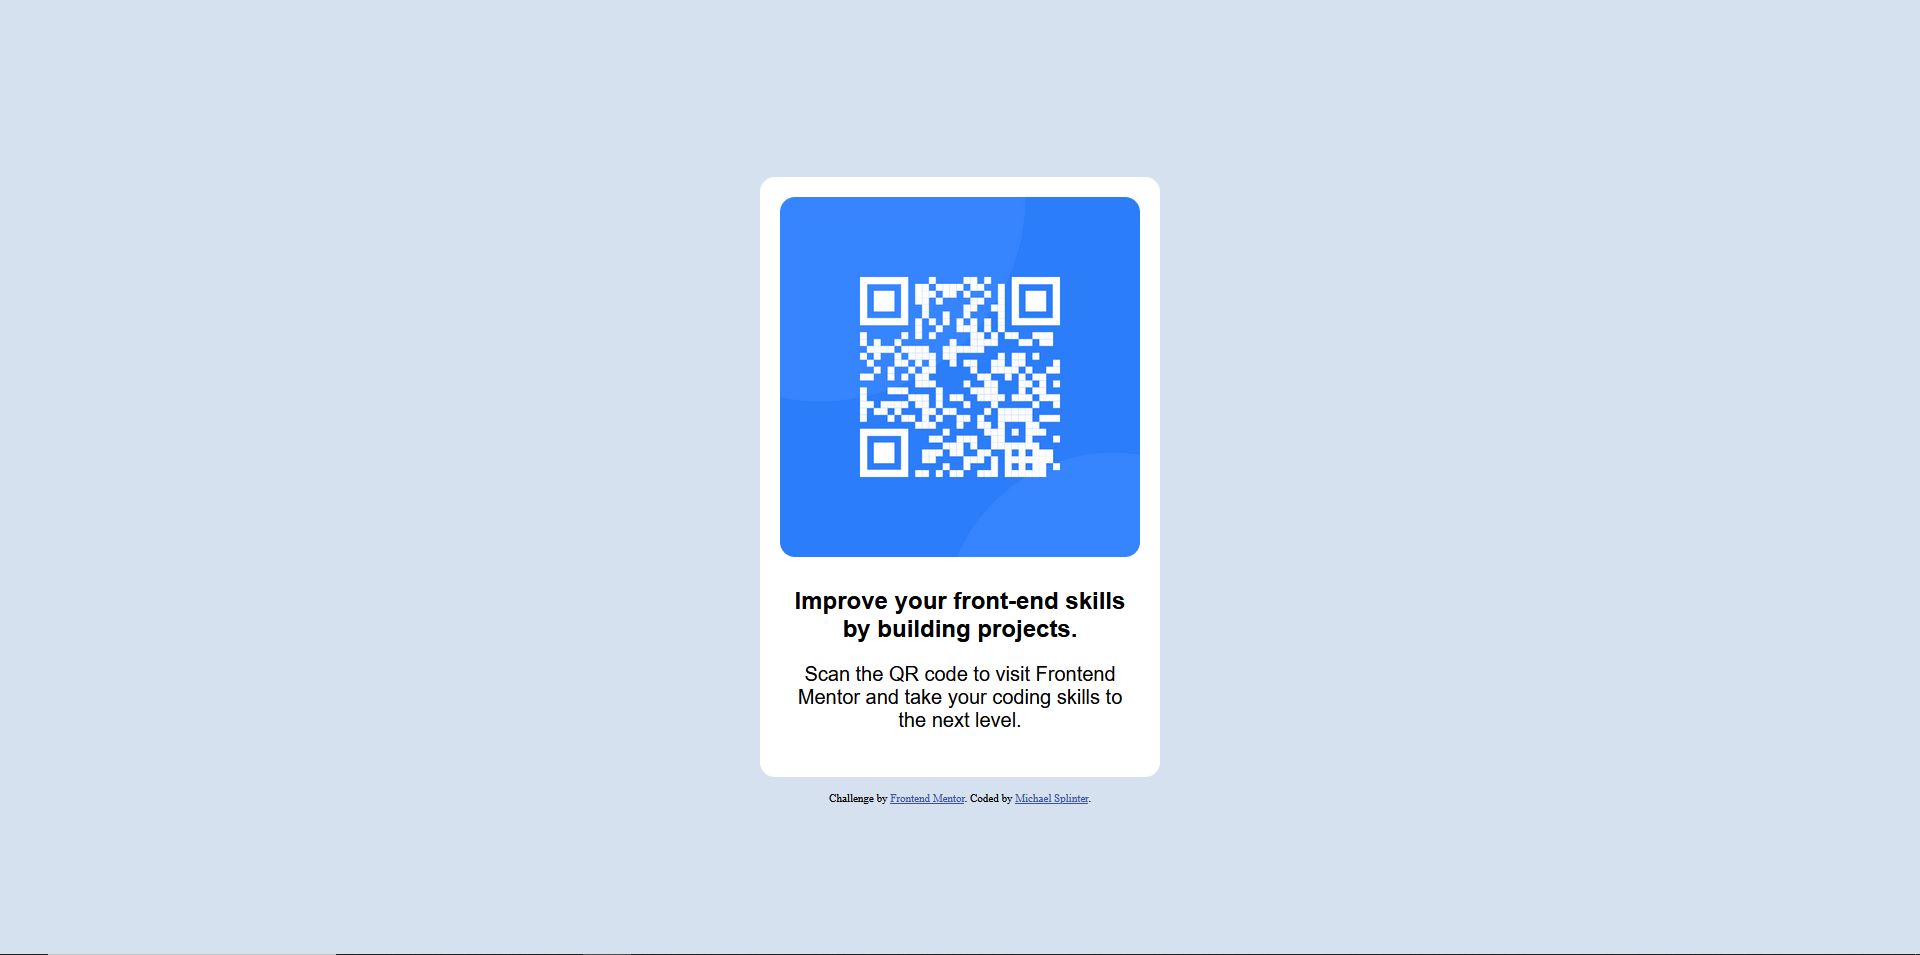 Improve your front-end skills
by building projects.
Scan the QR code to visit Frontend
Mentor and take your coding skills to
the next level.
Challenge by Frontend Mentor. Coded by Michael Splinter.